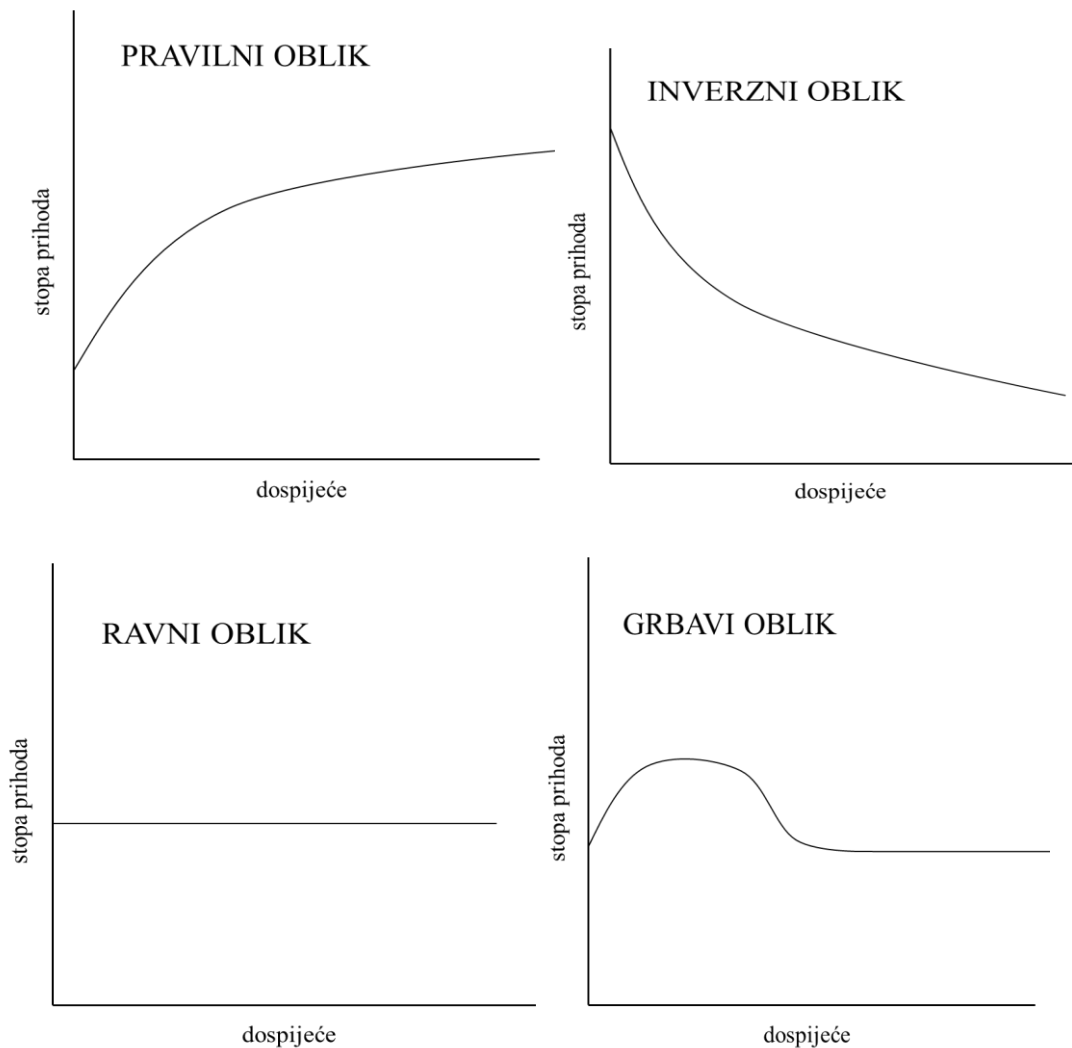 PRAVILNI OBLIK
stopa prihoda
dospijeće
INVERZNI OBLIK
stopa prihoda
dospijeće
RAVNI OBLIK
stopa prihoda
dospijeće
GRBAVI OBLIK
stopa prihoda
dospijeće